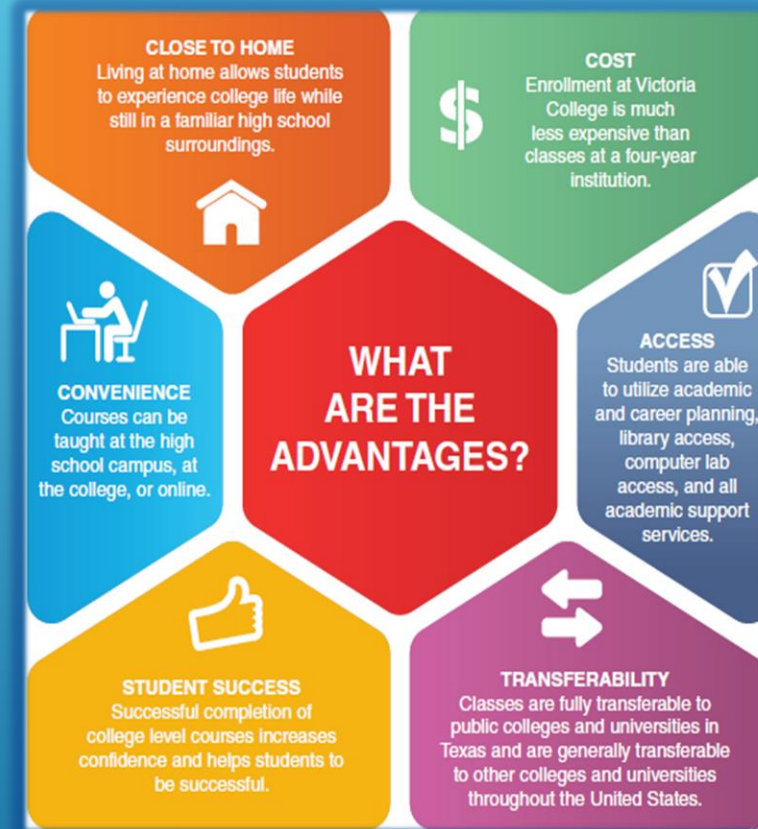 CLOSE TO HOME
Living at home allows students
to experience college life while
still in a familiar high school
surroundings.
$
COST
Enrollment at Victoria
College is much
less expensive than
classes at a four-year
institution.
CONVENIENCE
Courses can be
taught at the high
school campus, at
the college, or online.
WHAT
ARE THE
ADVANTAGES?
ACCESS
Students are able
to utilize academic
and career planning,
library access,
computer lab
access, and all
academic support
services.
STUDENT SUCCESS
Successful completion of
college level courses increases
confidence and helps students to
be successful.
TRANSFERABILITY
Classes are fully transferable to
public colleges and universities in
Texas and are generally transferable
to other colleges and universities
throughout the United States.